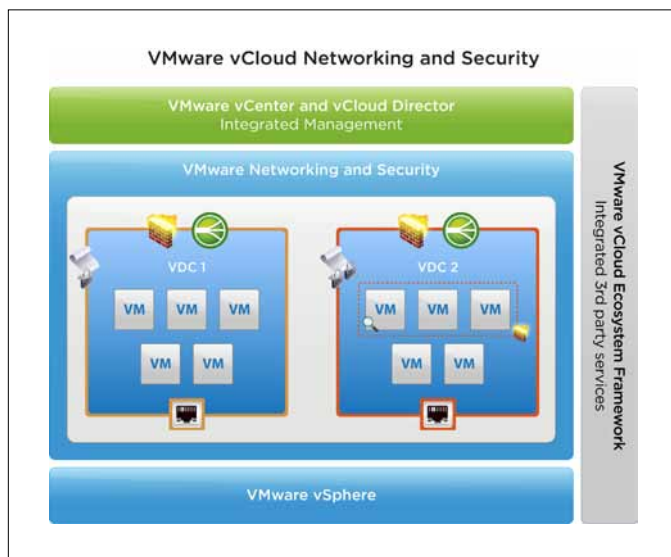 VMware vCloud Networking and Security
VMware vCenter and vCloud Director
Integrated Management
VMware Networking and Security
VDC 1
VM VM VM
VM VM
VDC 2
VM VM VM
VM VM
VMware vSphere
VMware vCloud Ecosystem Framework
Integrated 3rd party services